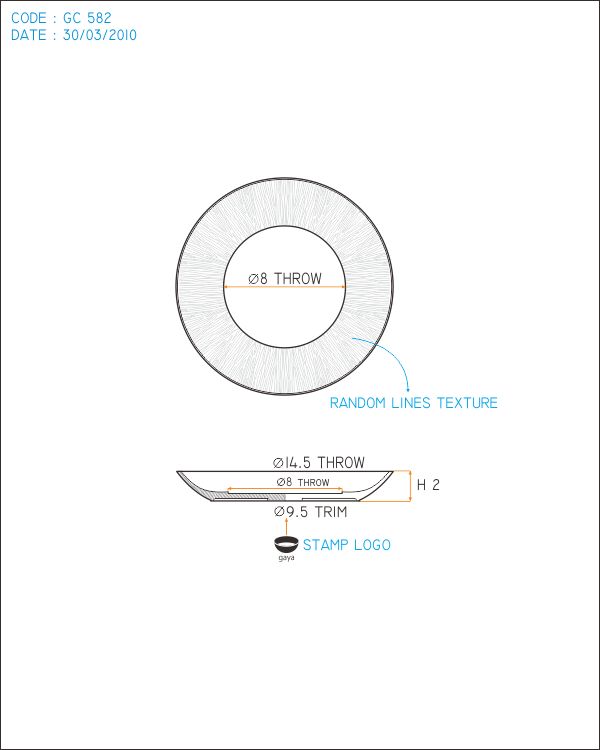 CODE : GC 582
DATE : 30/03/2010
Ø8 THROW
RANDOM LINES TEXTURE
Ø14.5 THROW
Ø8 THROW
H 2
Ø9.5 TRIM
STAMP LOGO
gaya